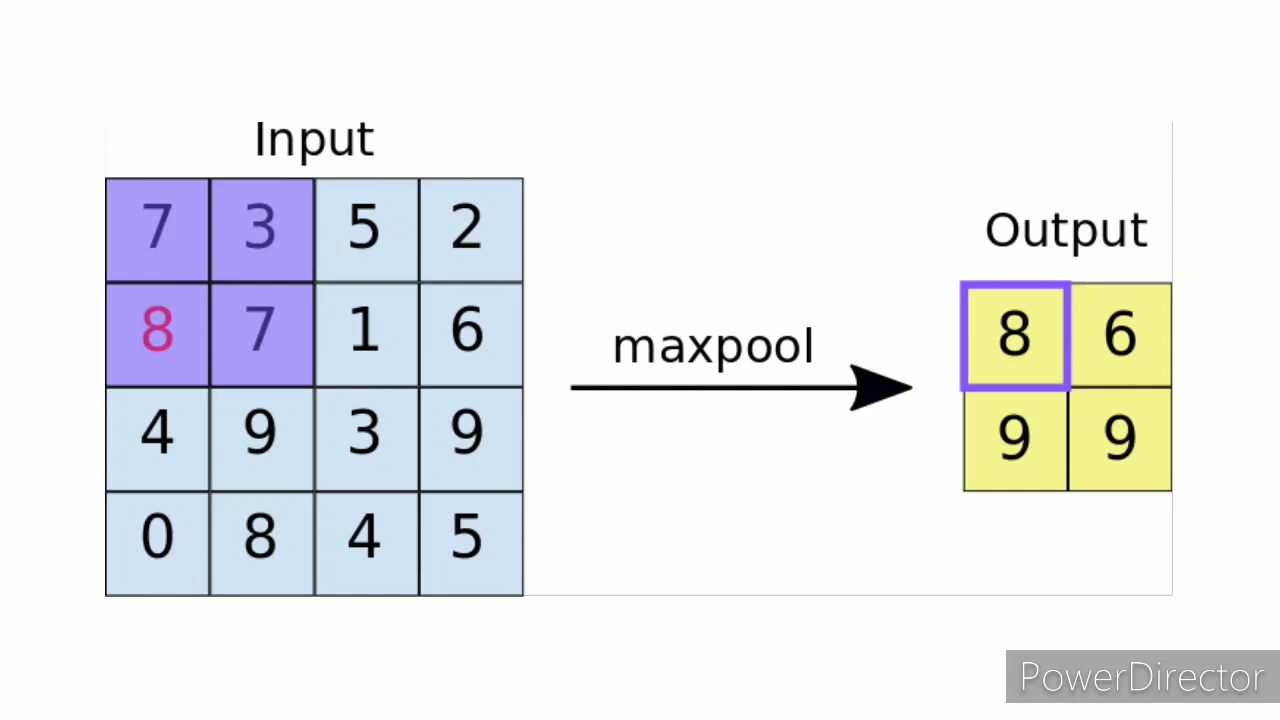 Input
7 3 5 2
8 7 1 6
4 9 3 9
0 8 4 5
maxpool
Output
8 6
9 9
PowerDirector